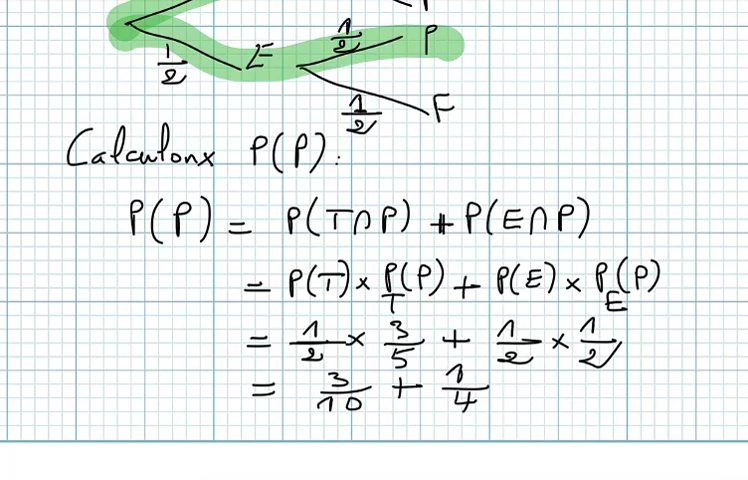 1/2 E 1/2 P
1/2 F
Calculons P(P):
P(P) = P(T∩P) + P(E∩P)
= P(T) × P_T(P) + P(E) × P_E(P)
= 1/2 × 3/5 + 1/2 × 1/2
= 3/10 + 1/4